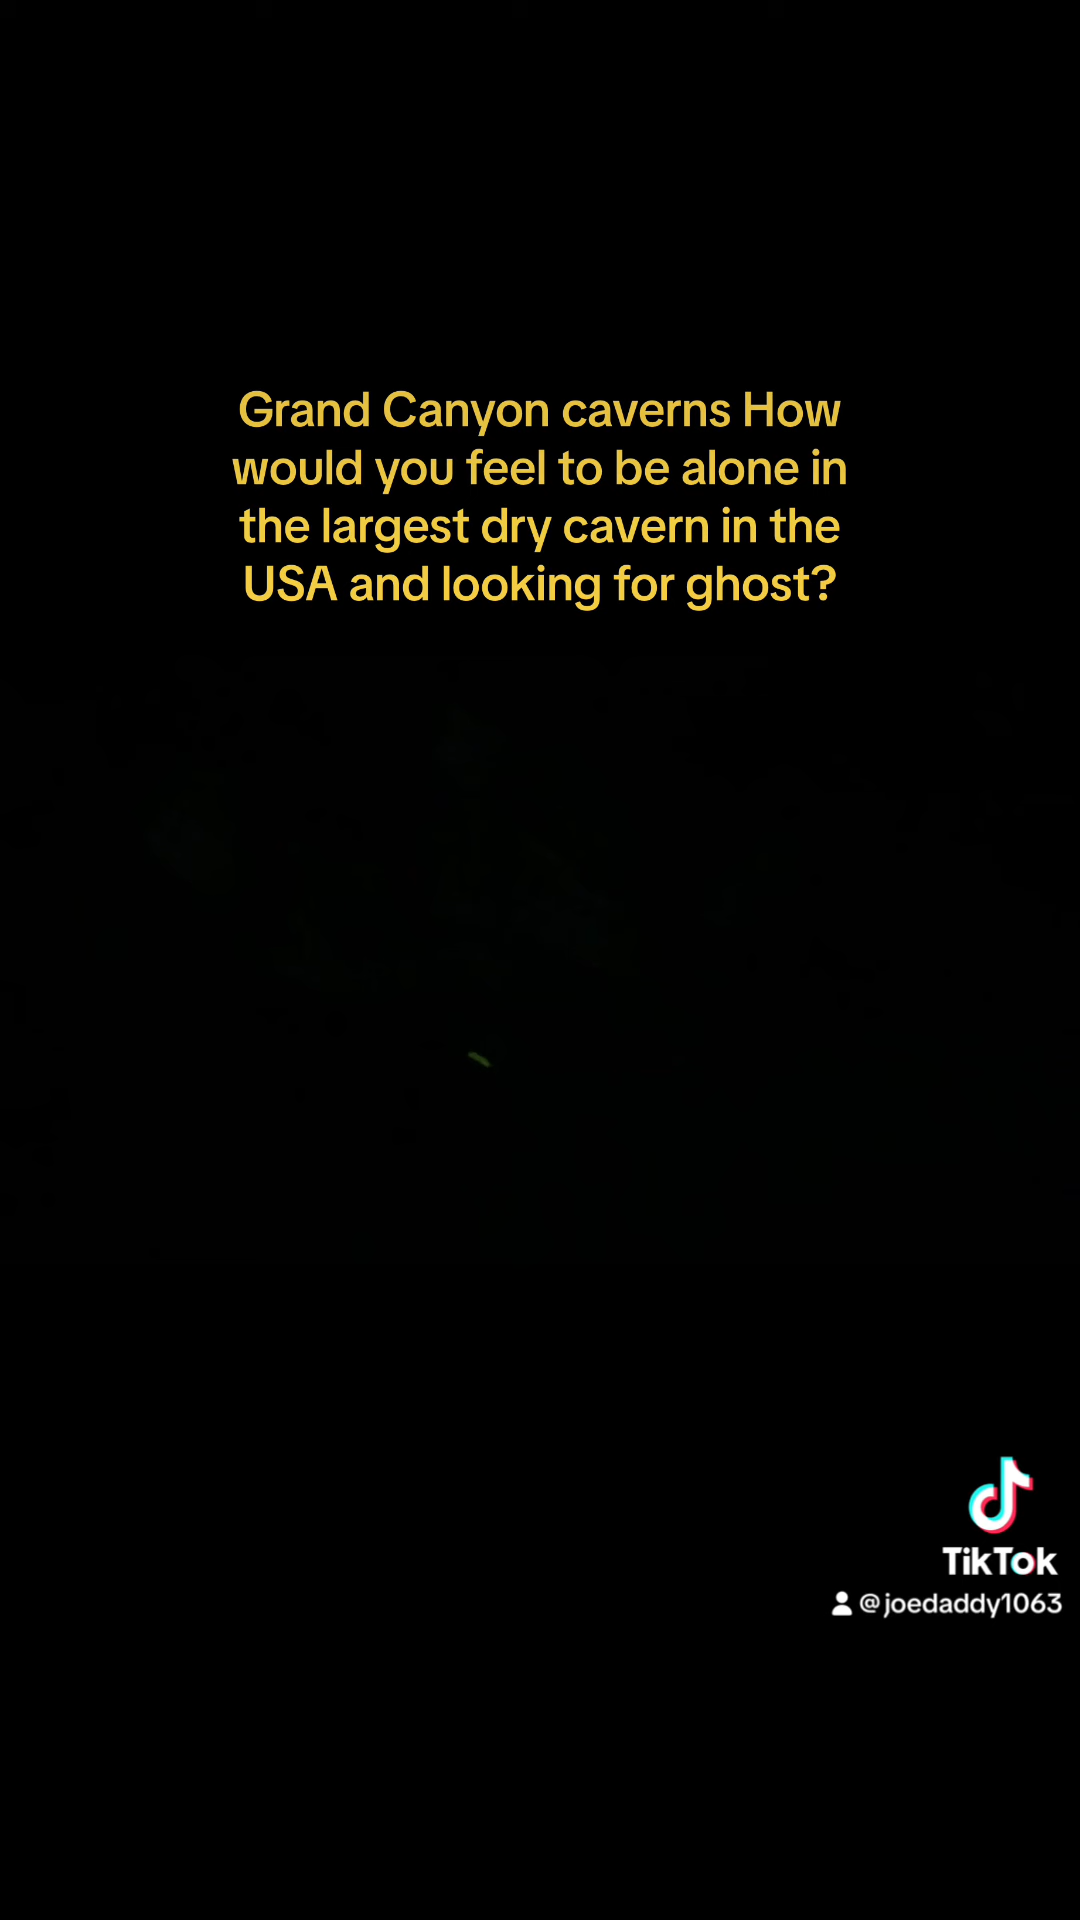 Grand Canyon caverns How
would you feel to be alone in
the largest dry cavern in the
USA and looking for ghost?
TikTok
@joedaddy1063